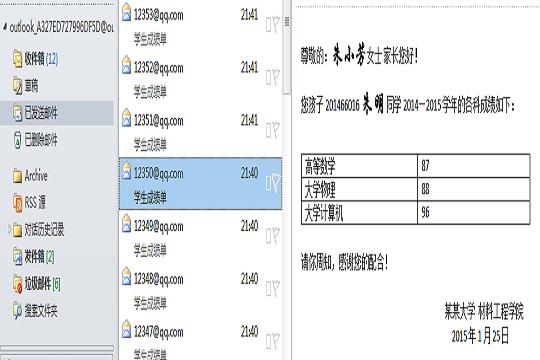 outlook_A327ED727996DF5D@ou
收件箱 (12)
草稿
已发送邮件
已删除邮件
Archive
RSS 源
对话历史记录
发件箱 [2]
垃圾邮件 [6]
搜索文件夹
12353@qq.com 21:41
学生成绩单
12352@qq.com 21:41
学生成绩单
12351@qq.com 21:41
学生成绩单
12350@qq.com 21:40
学生成绩单
12349@qq.com 21:40
学生成绩单
12348@qq.com 21:40
学生成绩单
12347@qq.com 21:40
学生成绩单
尊敬的：朱小芳女士 家长您好！
您孩子 201466016 朱明 同学 2014—2015 学年的各科成绩如下：
高等数学 87
大学物理 88
大学计算机 96
请你周知，感谢您的配合！
某某大学 材料工程学院
2015 年 1 月 25 日